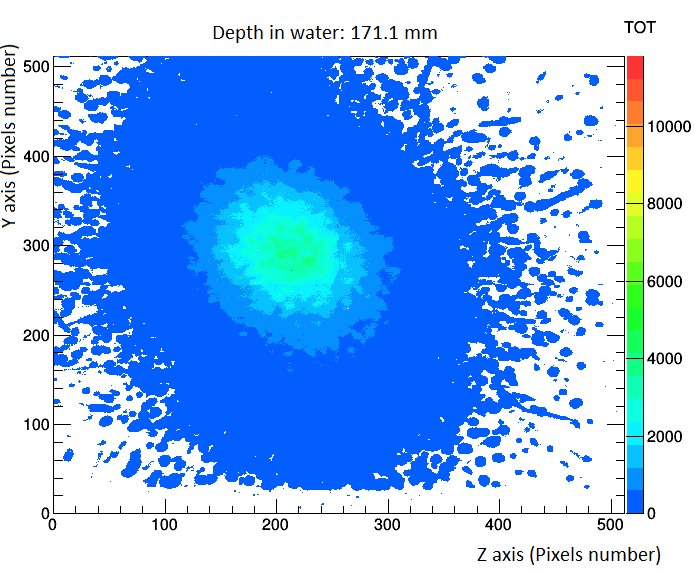 Depth in water: 171.1 mm
TOT
Y axis (Pixels number)
500
400
300
200
100
0
0 100 200 300 400 500
Z axis (Pixels number)
10000
8000
6000
4000
2000
0